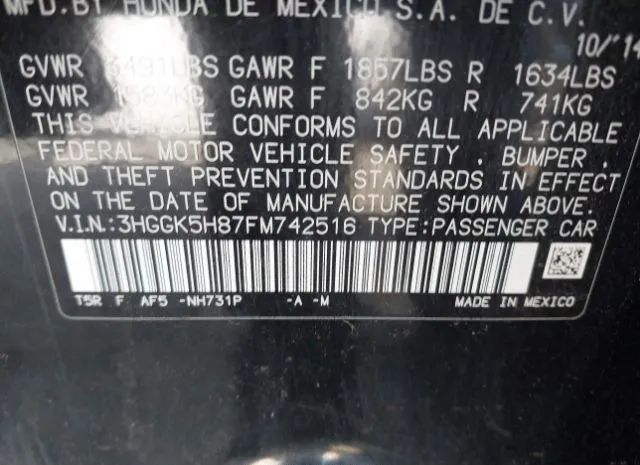 MFD.BY HONDA DE MEXICO S.A. DE C.V.
10/'14
GVWR 3491LBS GAWR F 1857LBS R 1634LBS
GVWR 1583KG GAWR F 842KG R 741KG
THIS VEHICLE CONFORMS TO ALL APPLICABLE
FEDERAL MOTOR VEHICLE SAFETY , BUMPER ,
AND THEFT PREVENTION STANDARDS IN EFFECT
ON THE DATE OF MANUFACTURE SHOWN ABOVE.
V.I.N.:3HGGK5H87FM742516 TYPE:PASSENGER CAR
T5R F AF5 -NH731P -A -M MADE IN MEXICO